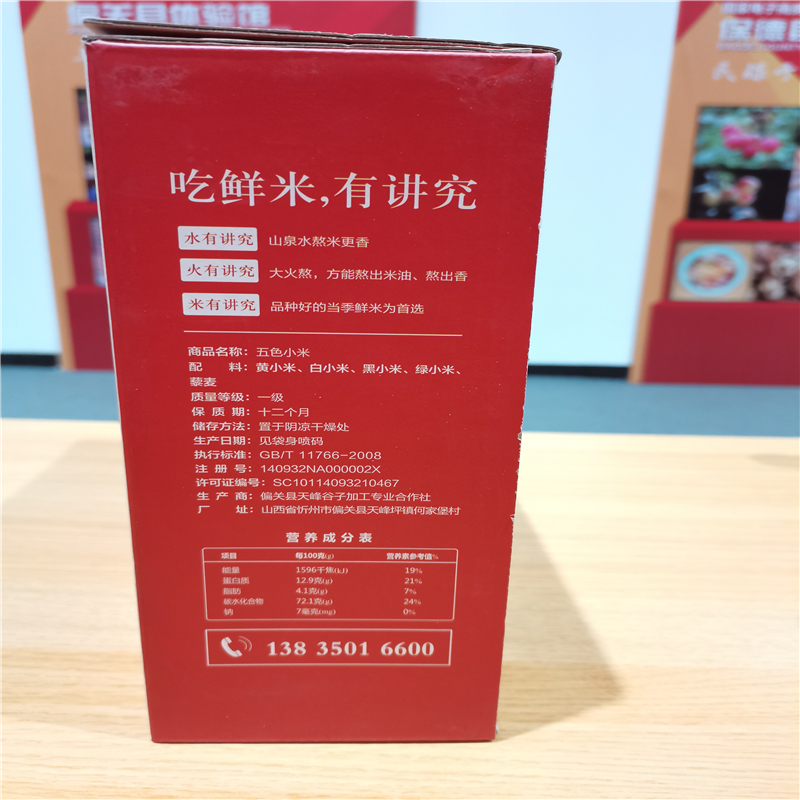 偏关县体验馆
保德县
吃鲜米,有讲究
水有讲究 山泉水熬米更香
火有讲究 大火熬，方能熬出米油、熬出香
米有讲究 品种好的当季鲜米为首选
商品名称：五色小米
配 料：黄小米、白小米、黑小米、绿小米、
藜麦
质量等级：一级
保 质 期：十二个月
储存方法：置于阴凉干燥处
生产日期：见袋身喷码
执行标准：GB/T 11766-2008
注 册 号：140932NA000002X
许可证编号：SC10114093210467
生 产 商：偏关县天峰谷子加工专业合作社
厂 址：山西省忻州市偏关县天峰坪镇何家堡村
营养成分表
项目 每100克(g) 营养素参考值%
能量 1596千焦(kJ) 19%
蛋白质 12.9克(g) 21%
脂肪 4.1克(g) 7%
碳水化合物 72.1克(g) 24%
钠 7毫克(mg) 0%
138 3501 6600